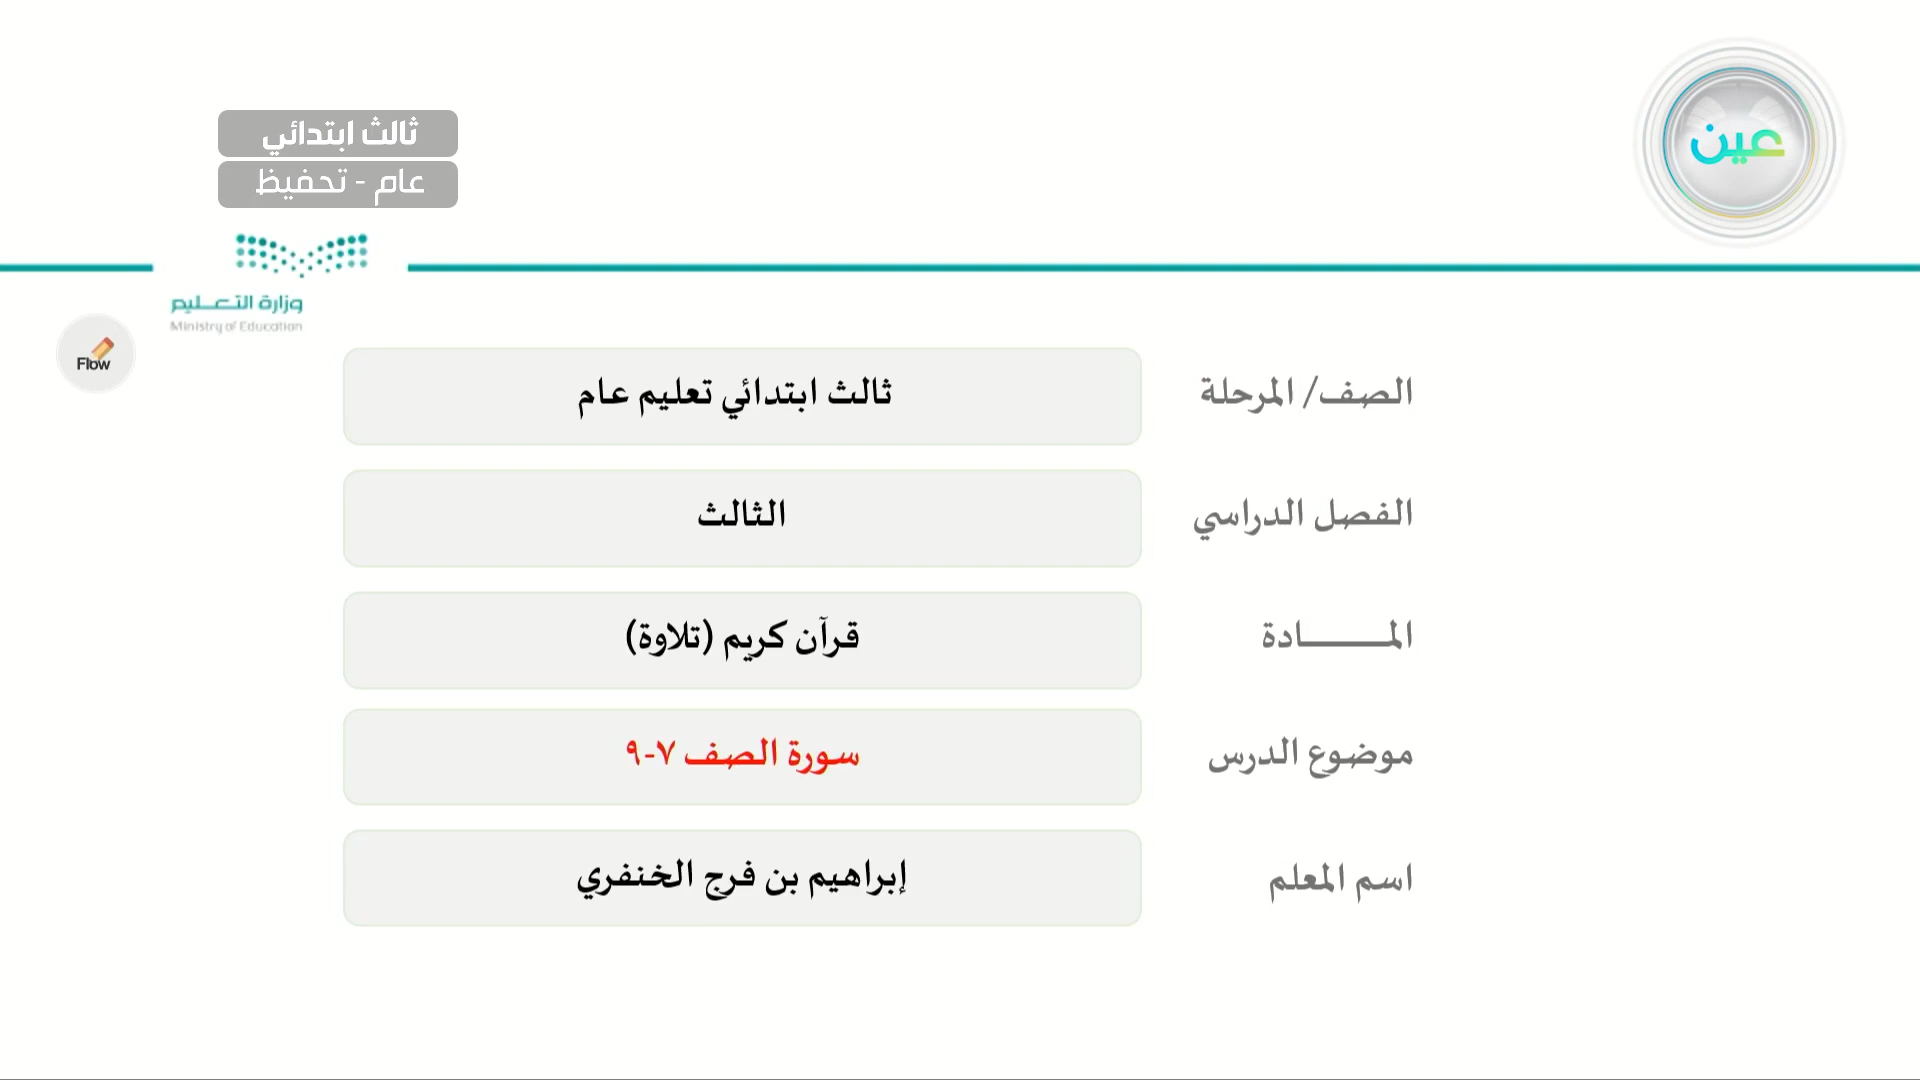 عين
ثالث ابتدائي
عام - تحفيظ
وزارة التعـليم
Ministry of Education
Flow
الصف/ المرحلة
ثالث ابتدائي تعليم عام
الفصل الدراسي
الثالث
المـــــــادة
قرآن كريم (تلاوة)
موضوع الدرس
سورة الصف ٧-٩
اسم المعلم
إبراهيم بن فرج الخنفري